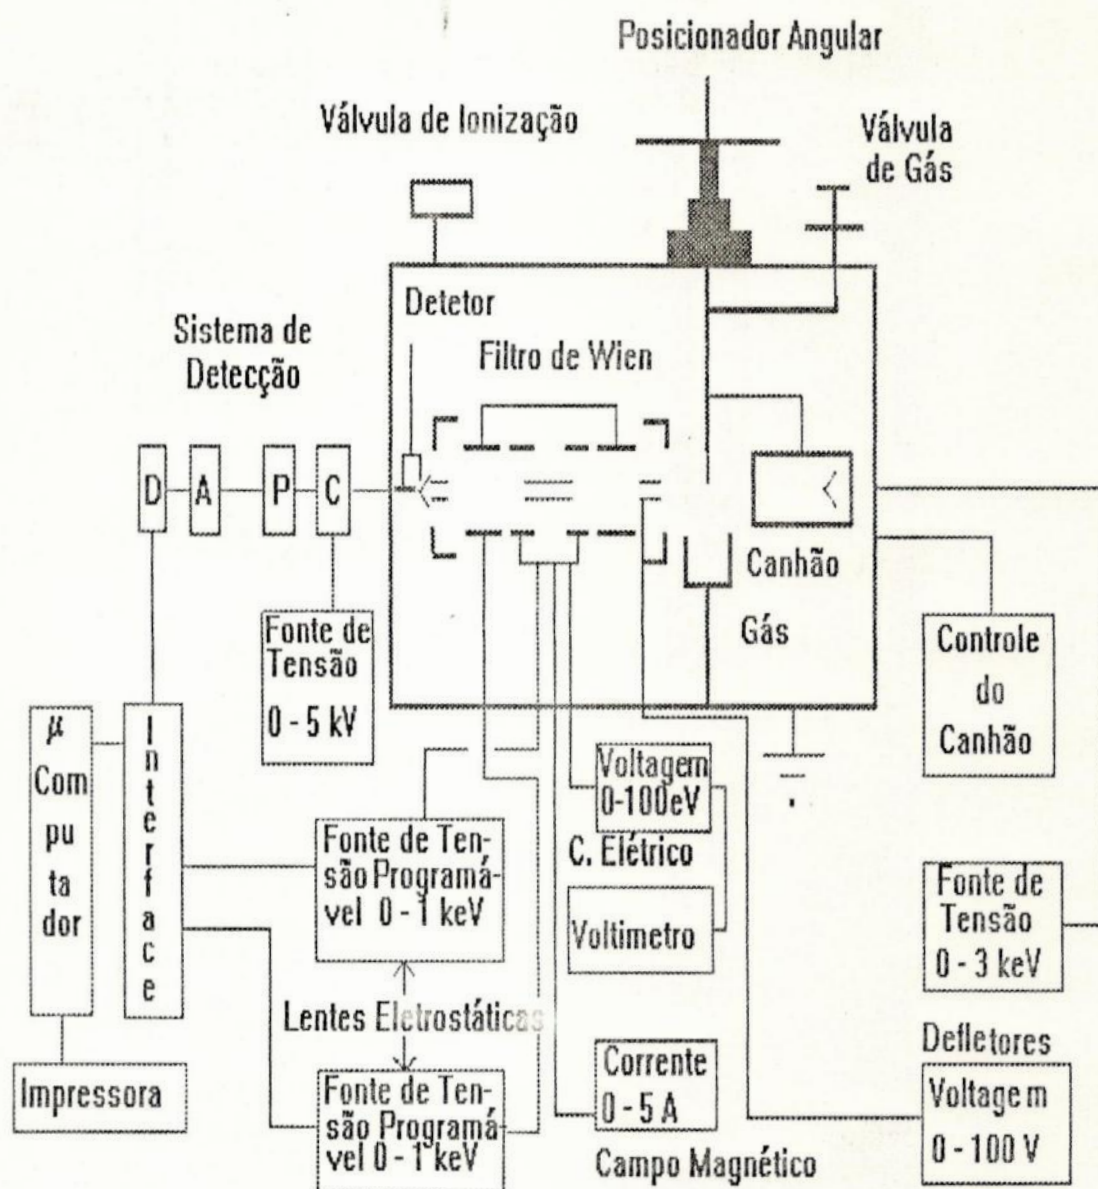 Posicionador Angular
Válvula de Ionização
Válvula
de Gás
Detetor
Sistema de
Detecção
Filtro de Wien
D
A
P
C
Canhão
Gás
Fonte de
Tensão
0 - 5 kV
Controle
do
Canhão
μ
Com
pu
ta
dor
Interface
Voltagem
0-100eV
C. Elétrico
Fonte de Ten-
são Programá-
vel 0 - 1 keV
Voltimetro
Fonte de
Tensão
0 - 3 keV
Lentes Eletrostáticas
Impressora
Fonte de Ten-
são Programá
vel 0 - 1 keV
Corrente
0 - 5 A
Campo Magnético
Defletores
Voltagem
0 - 100 V